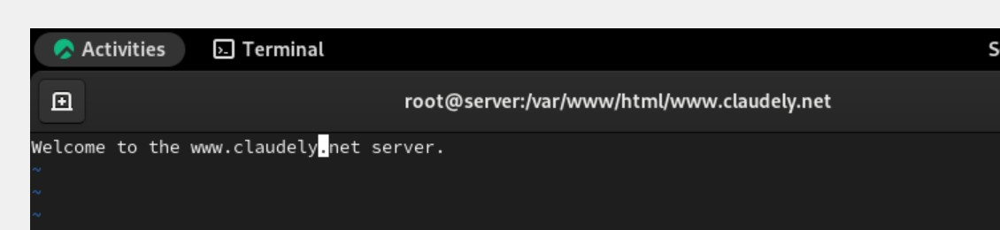 Activities Terminal S
root@server:/var/www/html/www.claudely.net
Welcome to the www.claudely.net server.
~
~
~